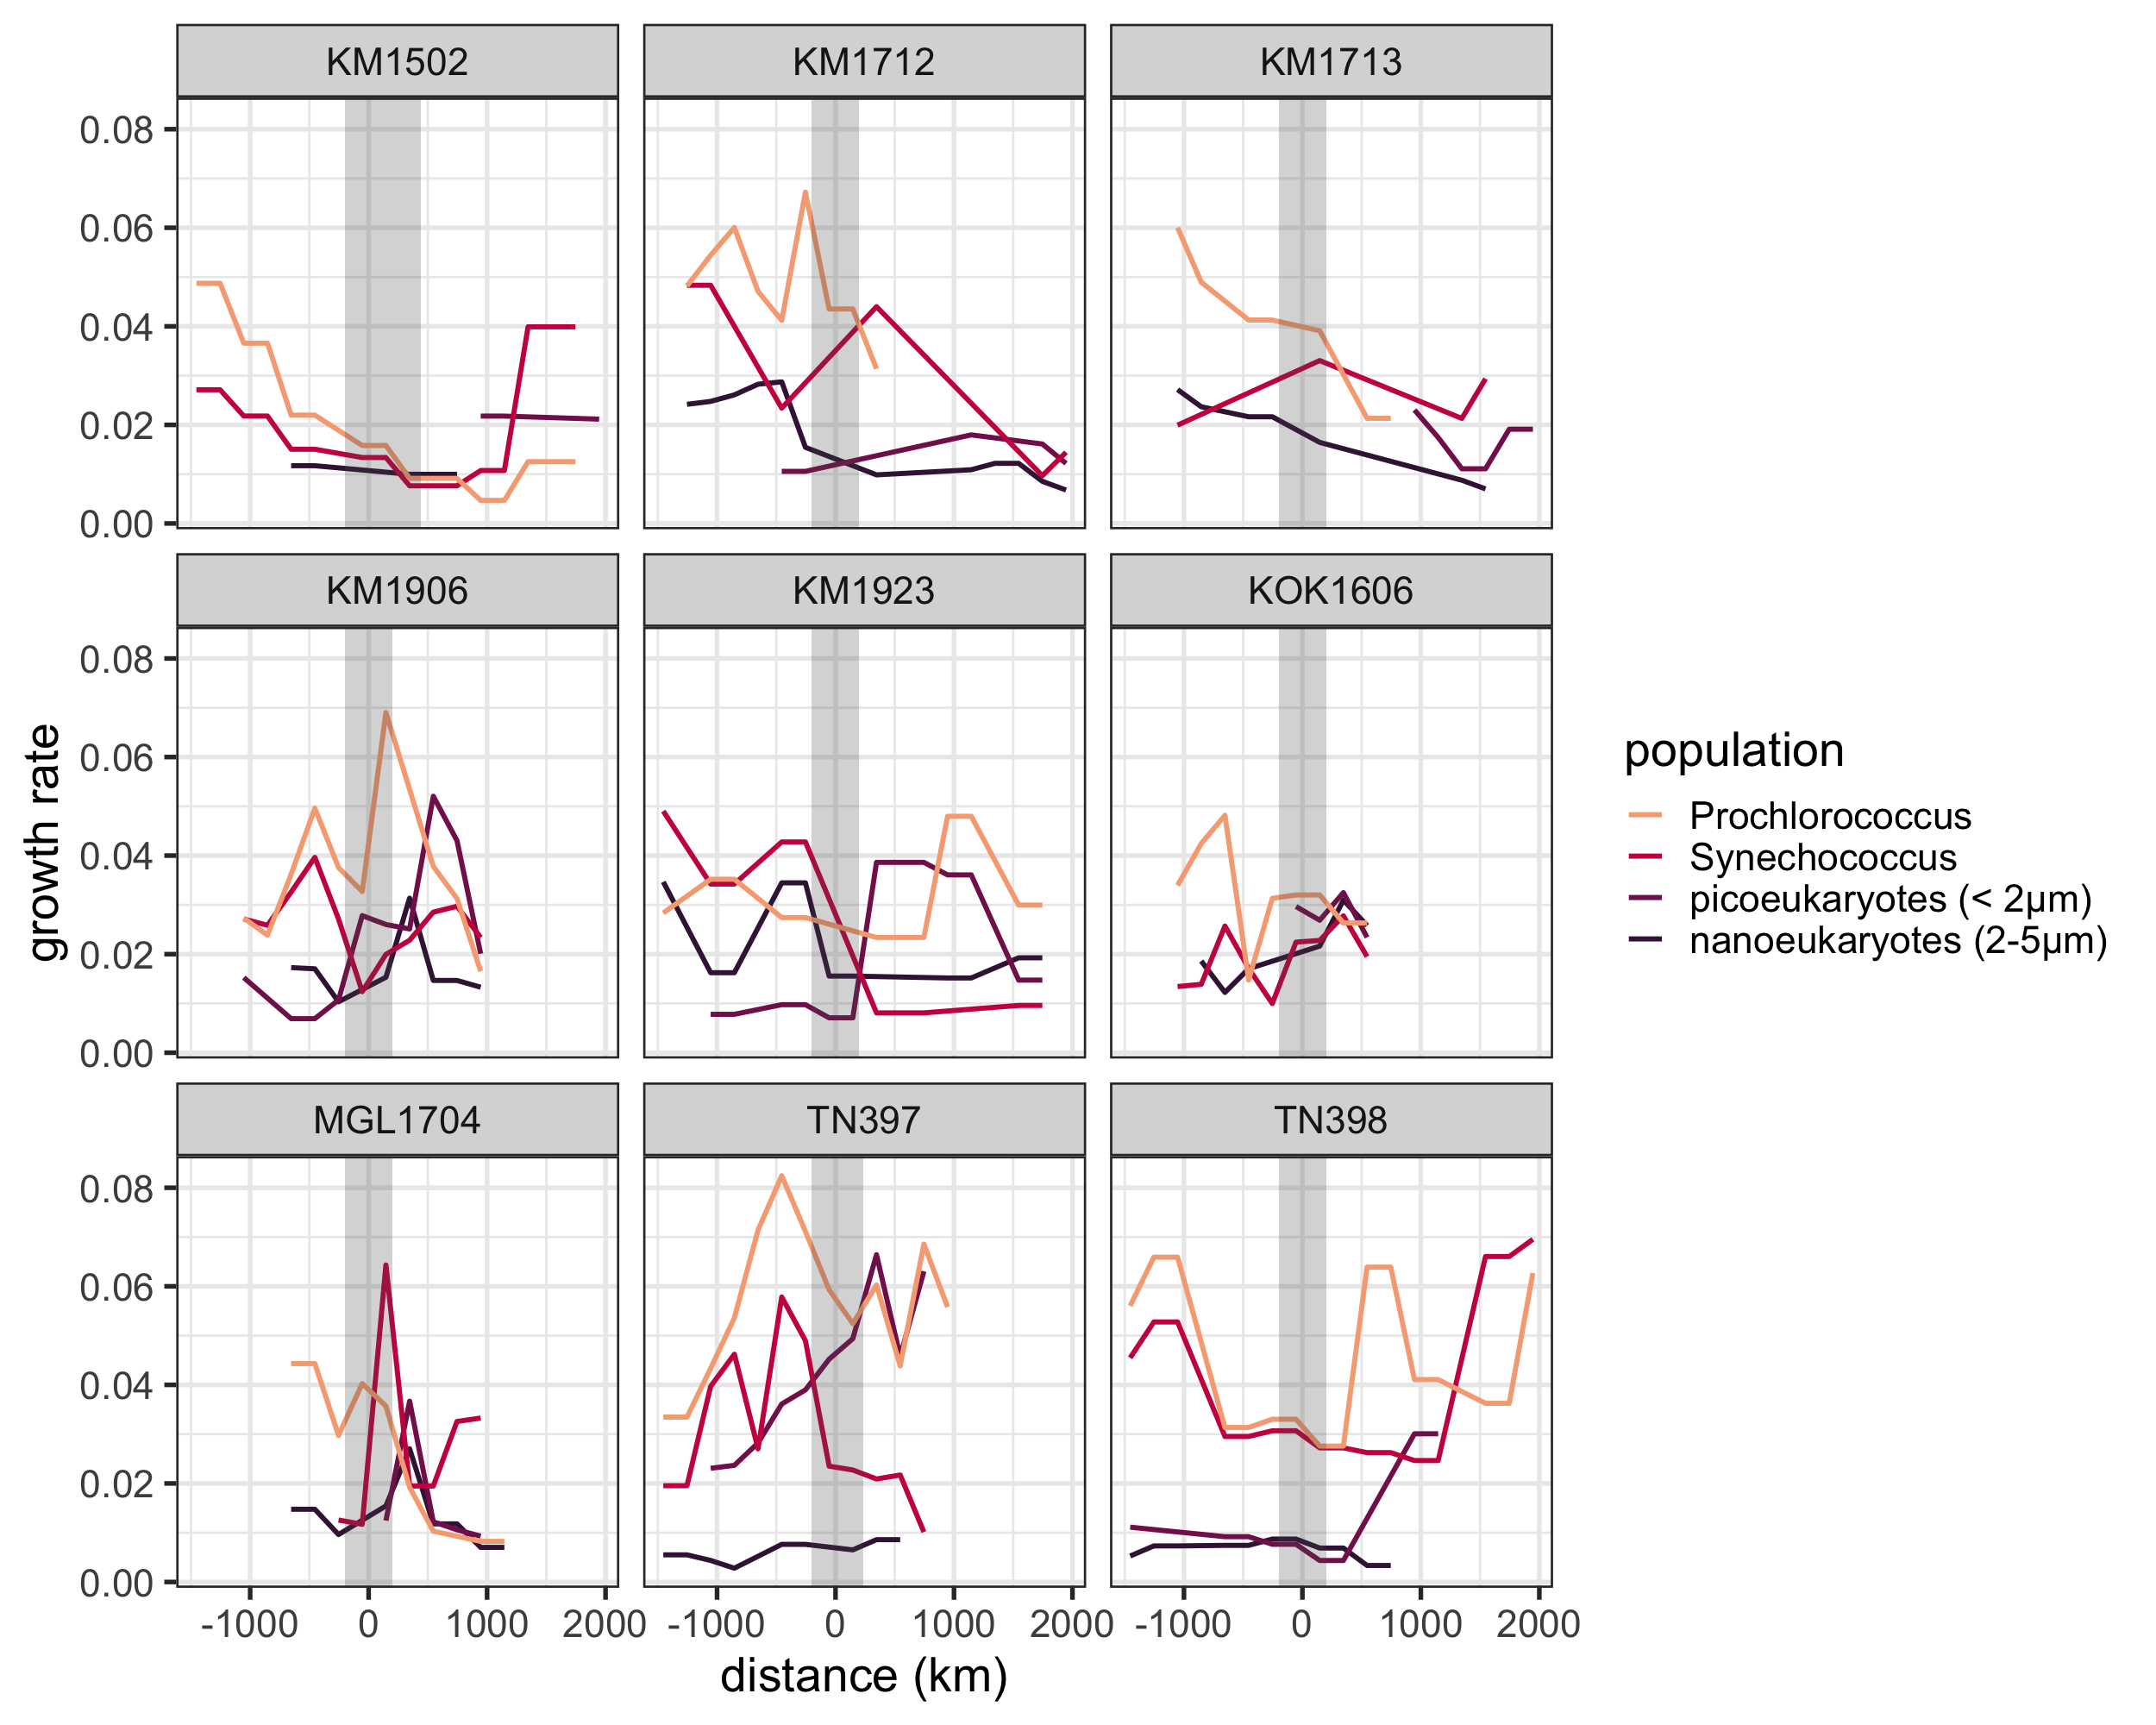 KM1502 KM1712 KM1713
0.08
0.06
0.04
0.02
0.00
KM1906 KM1923 KOK1606
0.08
0.06
0.04
0.02
0.00
MGL1704 TN397 TN398
0.08
0.06
0.04
0.02
0.00
-1000 0 1000 2000 -1000 0 1000 2000 -1000 0 1000 2000
distance (km)
growth rate
population
Prochlorococcus
Synechococcus
picoeukaryotes (< 2μm)
nanoeukaryotes (2-5μm)